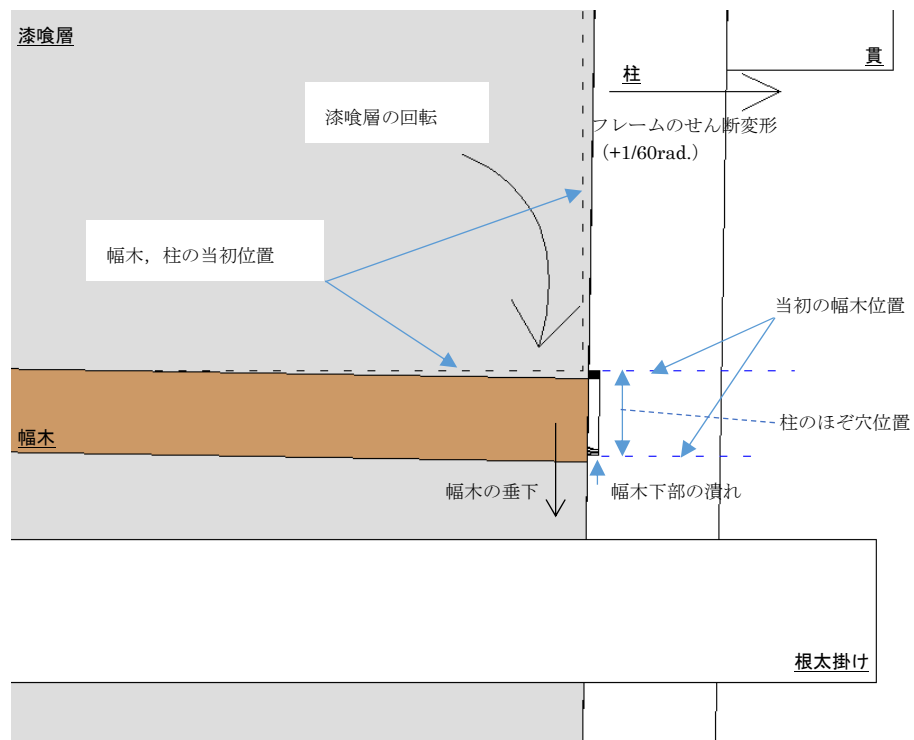 漆喰層
貫
柱
漆喰層の回転
フレームのせん断変形
（+1/60rad.）
幅木，柱の当初位置
当初の幅木位置
柱のほぞ穴位置
幅木
幅木の垂下
幅木下部の潰れ
根太掛け